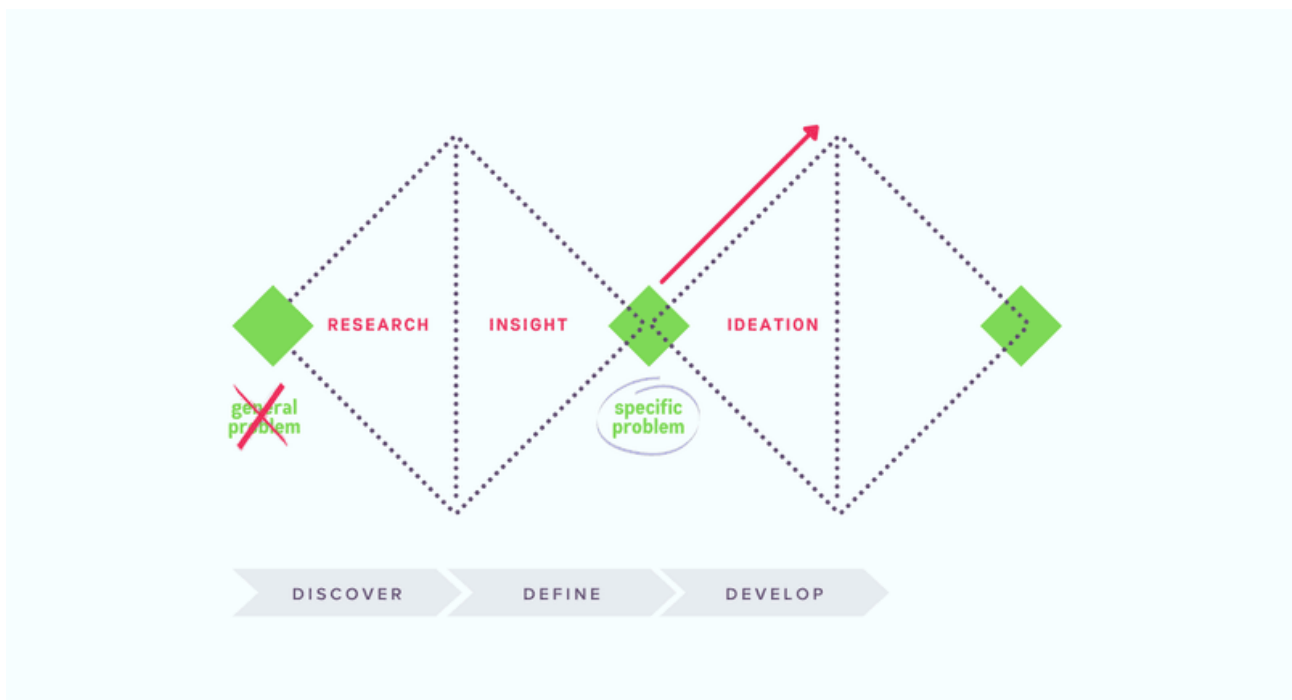 RESEARCH
INSIGHT
IDEATION
general
problem
specific
problem
DISCOVER
DEFINE
DEVELOP